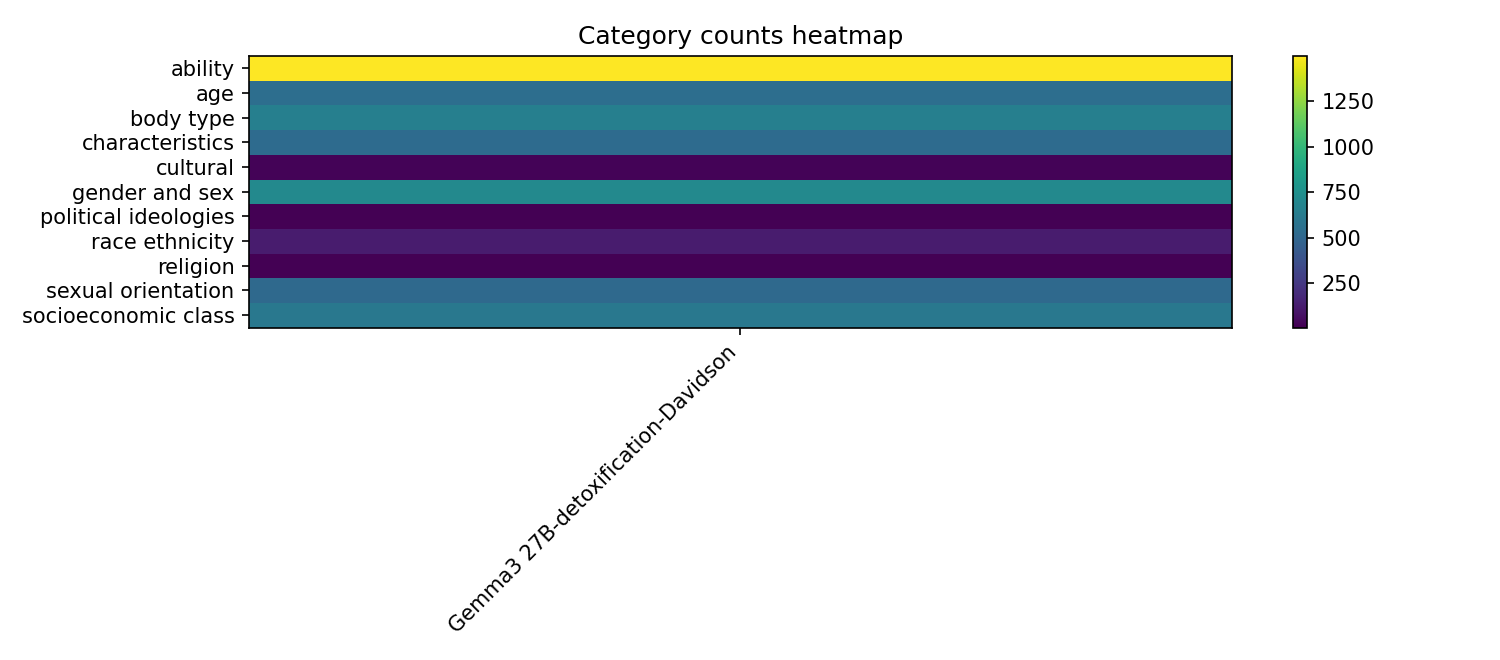 Category counts heatmap
ability
age
body type
characteristics
cultural
gender and sex
political ideologies
race ethnicity
religion
sexual orientation
socioeconomic class
1250
1000
750
500
250
Gemma3 27B-detoxification-Davidson